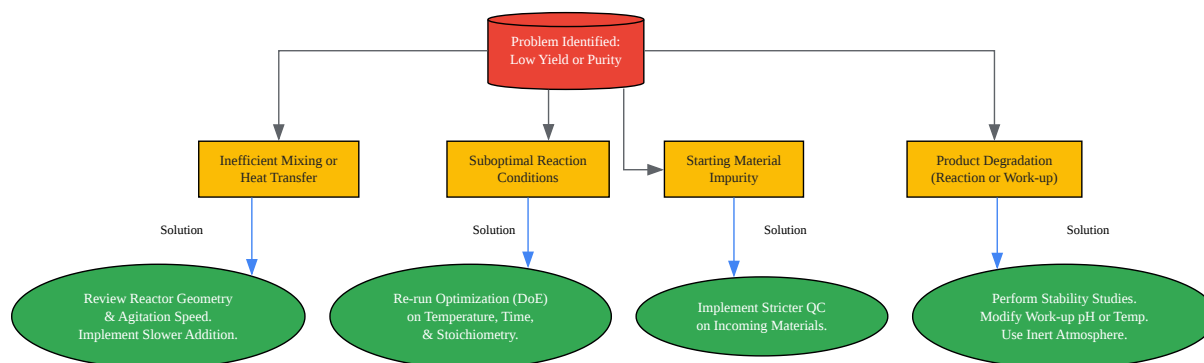 Problem Identified:
Low Yield or Purity
Inefficient Mixing or
Heat Transfer
Suboptimal Reaction
Conditions
Starting Material
Impurity
Product Degradation
(Reaction or Work-up)
Solution
Solution
Solution
Solution
Review Reactor Geometry
& Agitation Speed.
Implement Slower Addition.
Re-run Optimization (DoE)
on Temperature, Time,
& Stoichiometry.
Implement Stricter QC
on Incoming Materials.
Perform Stability Studies.
Modify Work-up pH or Temp.
Use Inert Atmosphere.